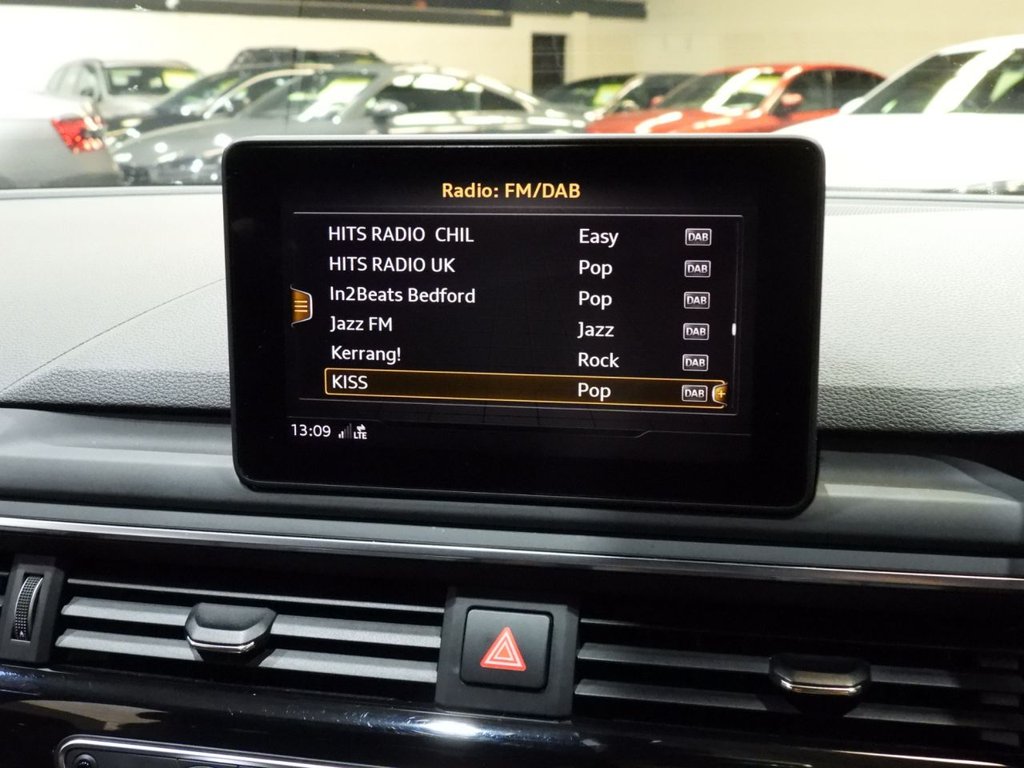 Radio: FM/DAB
HITS RADIO  CHIL Easy DAB
HITS RADIO UK Pop DAB
In2Beats Bedford Pop DAB
Jazz FM Jazz DAB
Kerrang! Rock DAB
KISS Pop DAB +
13:09 LTE